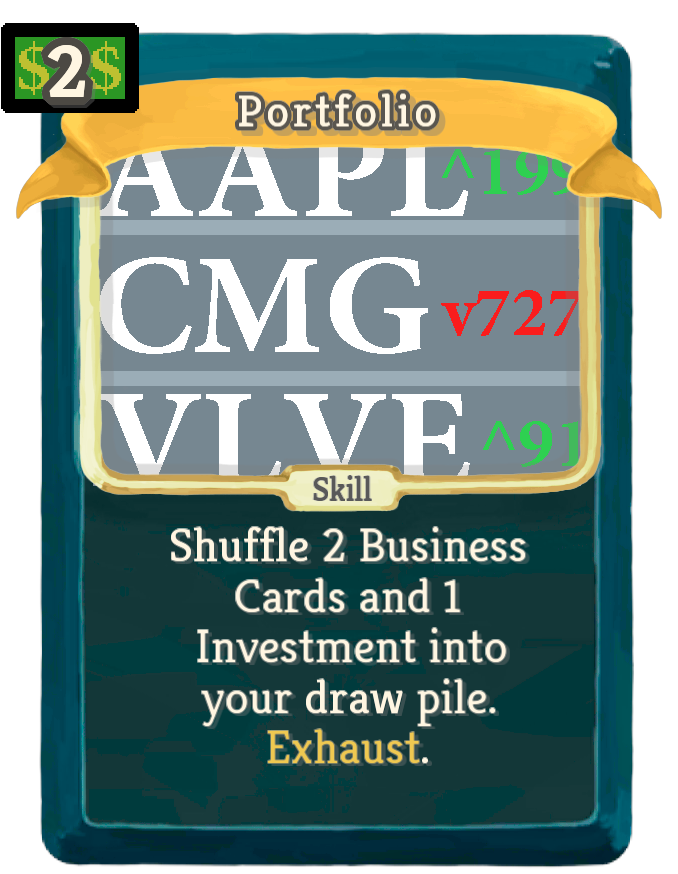 $2$
Portfolio
AAPL ^199
CMG v727
VLVE ^91
Skill
Shuffle 2 Business
Cards and 1
Investment into
your draw pile.
Exhaust.